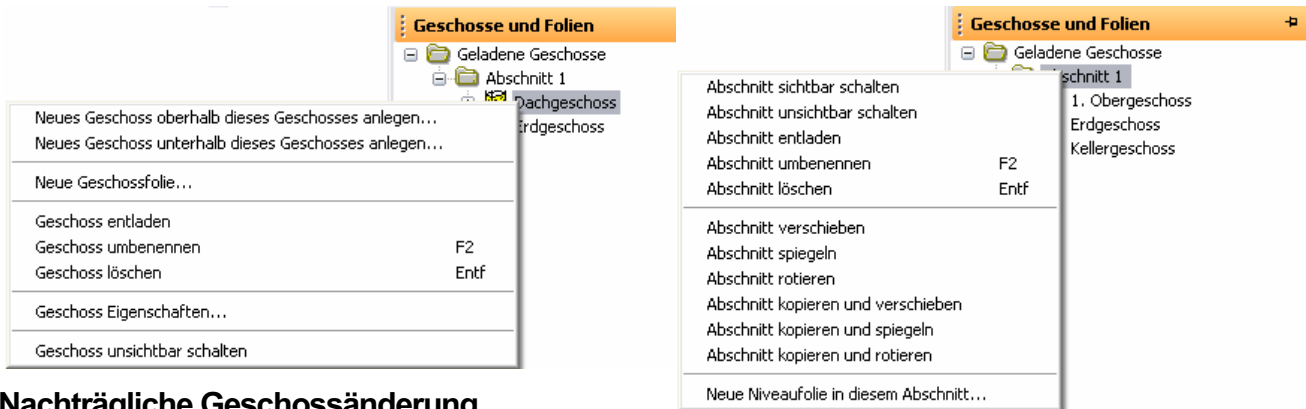 Geschosse und Folien
Geladene Geschosse
Abschnitt 1
Dachgeschoss
Erdgeschoss
Neues Geschoss oberhalb dieses Geschosses anlegen...
Neues Geschoss unterhalb dieses Geschosses anlegen...
Neue Geschossfolie...
Geschoss entladen
Geschoss umbenennen F2
Geschoss löschen Entf
Geschoss Eigenschaften...
Geschoss unsichtbar schalten
Nachträgliche Geschossänderung
Geschosse und Folien
Geladene Geschosse
schnitt 1
1. Obergeschoss
Erdgeschoss
Kellergeschoss
Abschnitt sichtbar schalten
Abschnitt unsichtbar schalten
Abschnitt entladen
Abschnitt umbenennen F2
Abschnitt löschen Entf
Abschnitt verschieben
Abschnitt spiegeln
Abschnitt rotieren
Abschnitt kopieren und verschieben
Abschnitt kopieren und spiegeln
Abschnitt kopieren und rotieren
Neue Niveaufolie in diesem Abschnitt...